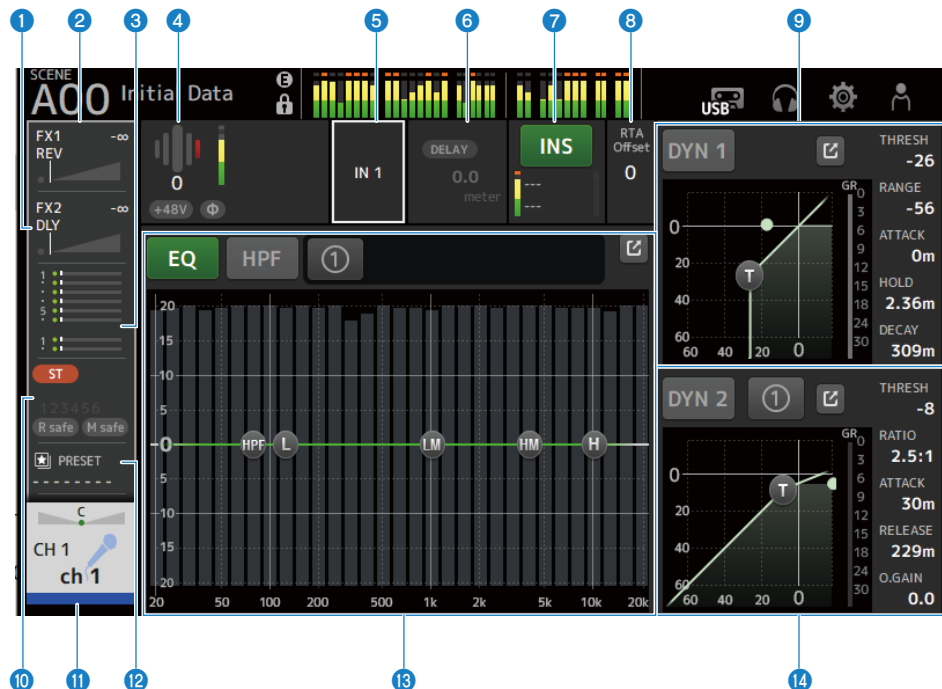 1 2 3 4 5 6 7 8 9
SCENE
A00 Initial Data
E
USB
FX1 -∞
REV
FX2 -∞
DLY
1
5
1
ST
123456
R safe M safe
PRESET
--------
C
CH 1
ch 1
0
+48V Φ
IN 1
DELAY
0.0
meter
INS
---
---
RTA
Offset
0
EQ HPF 1
20
15
10
5
0
5
10
15
20
HPF L LM HM H
20 50 100 200 500 1k 2k 5k 10k 20k
DYN 1
GR
0
20
40
60
60 40 20 0
T
0
3
6
9
12
15
18
24
30
THRESH
-26
RANGE
-56
ATTACK
0m
HOLD
2.36m
DECAY
309m
DYN 2 1
GR
0
20
40
60
60 40 20 0
T
0
3
6
9
12
15
18
24
30
THRESH
-8
RATIO
2.5:1
ATTACK
30m
RELEASE
229m
O.GAIN
0.0
10 11 12 13 14